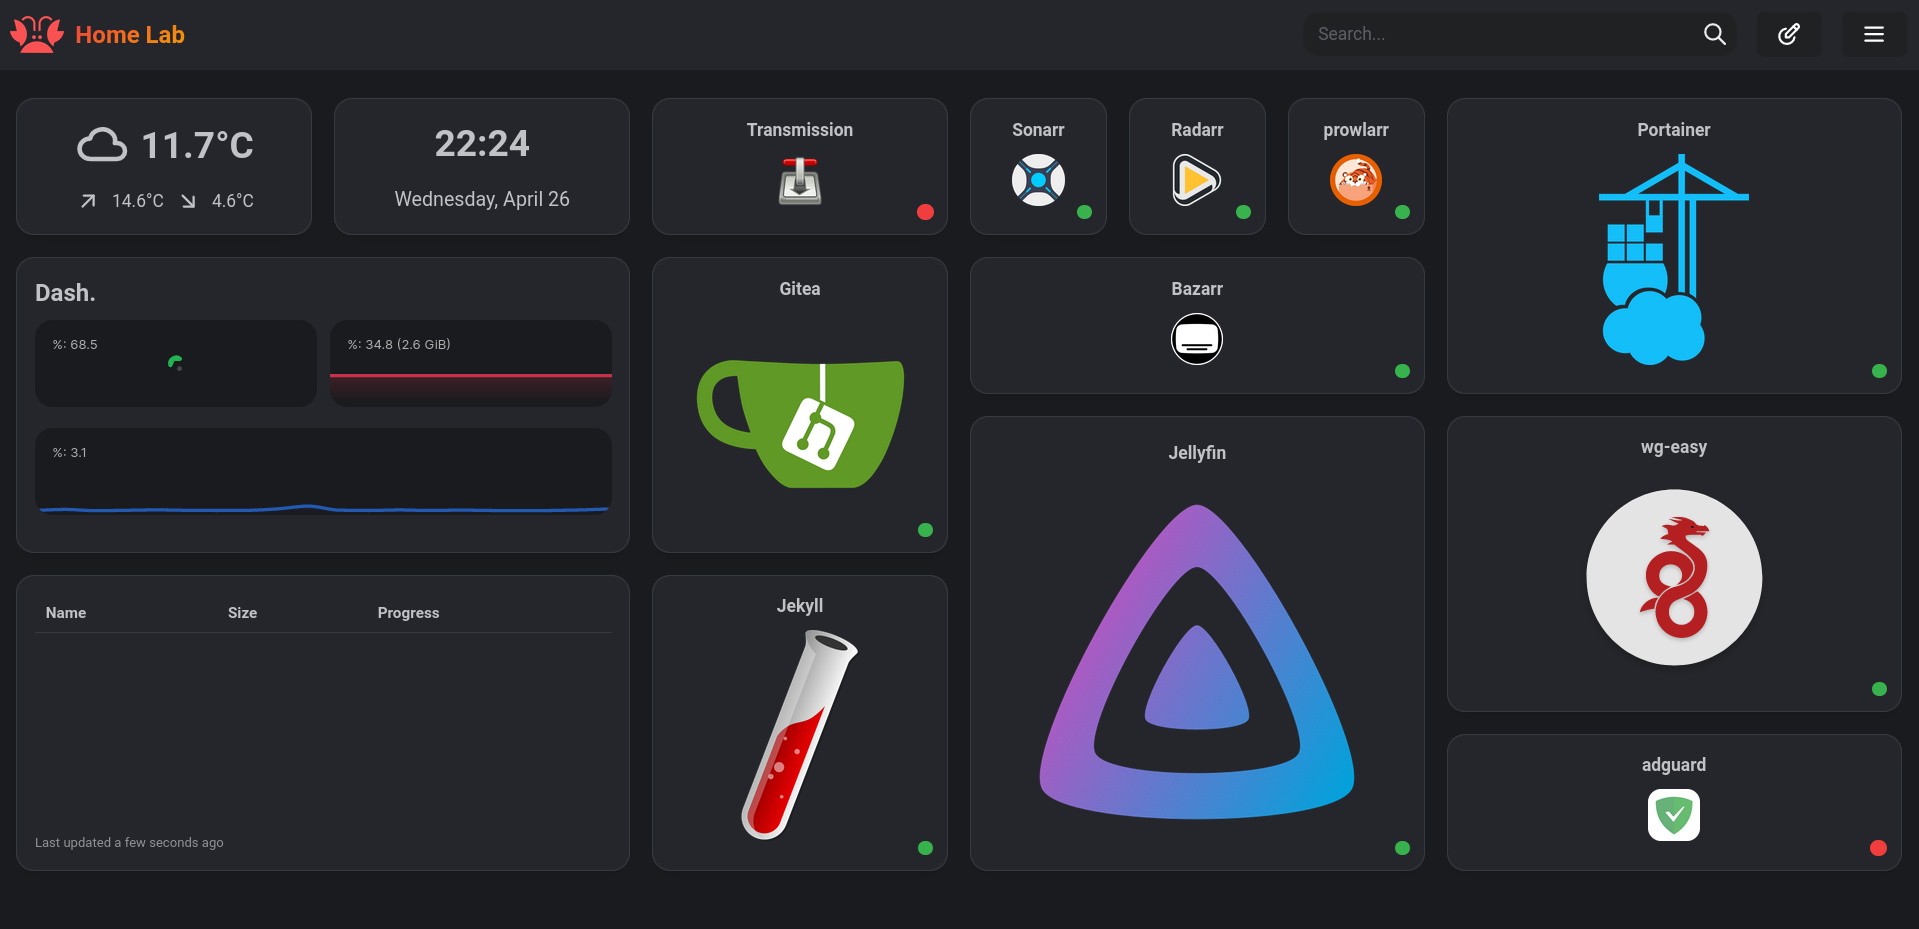 Home Lab
Search...
11.7°C
14.6°C 4.6°C
22:24
Wednesday, April 26
Transmission
Sonarr
Radarr
prowlarr
Portainer
Dash.
%: 68.5
%: 34.8 (2.6 GiB)
%: 3.1
Gitea
Bazarr
Jellyfin
wg-easy
Name Size Progress
Last updated a few seconds ago
Jekyll
adguard